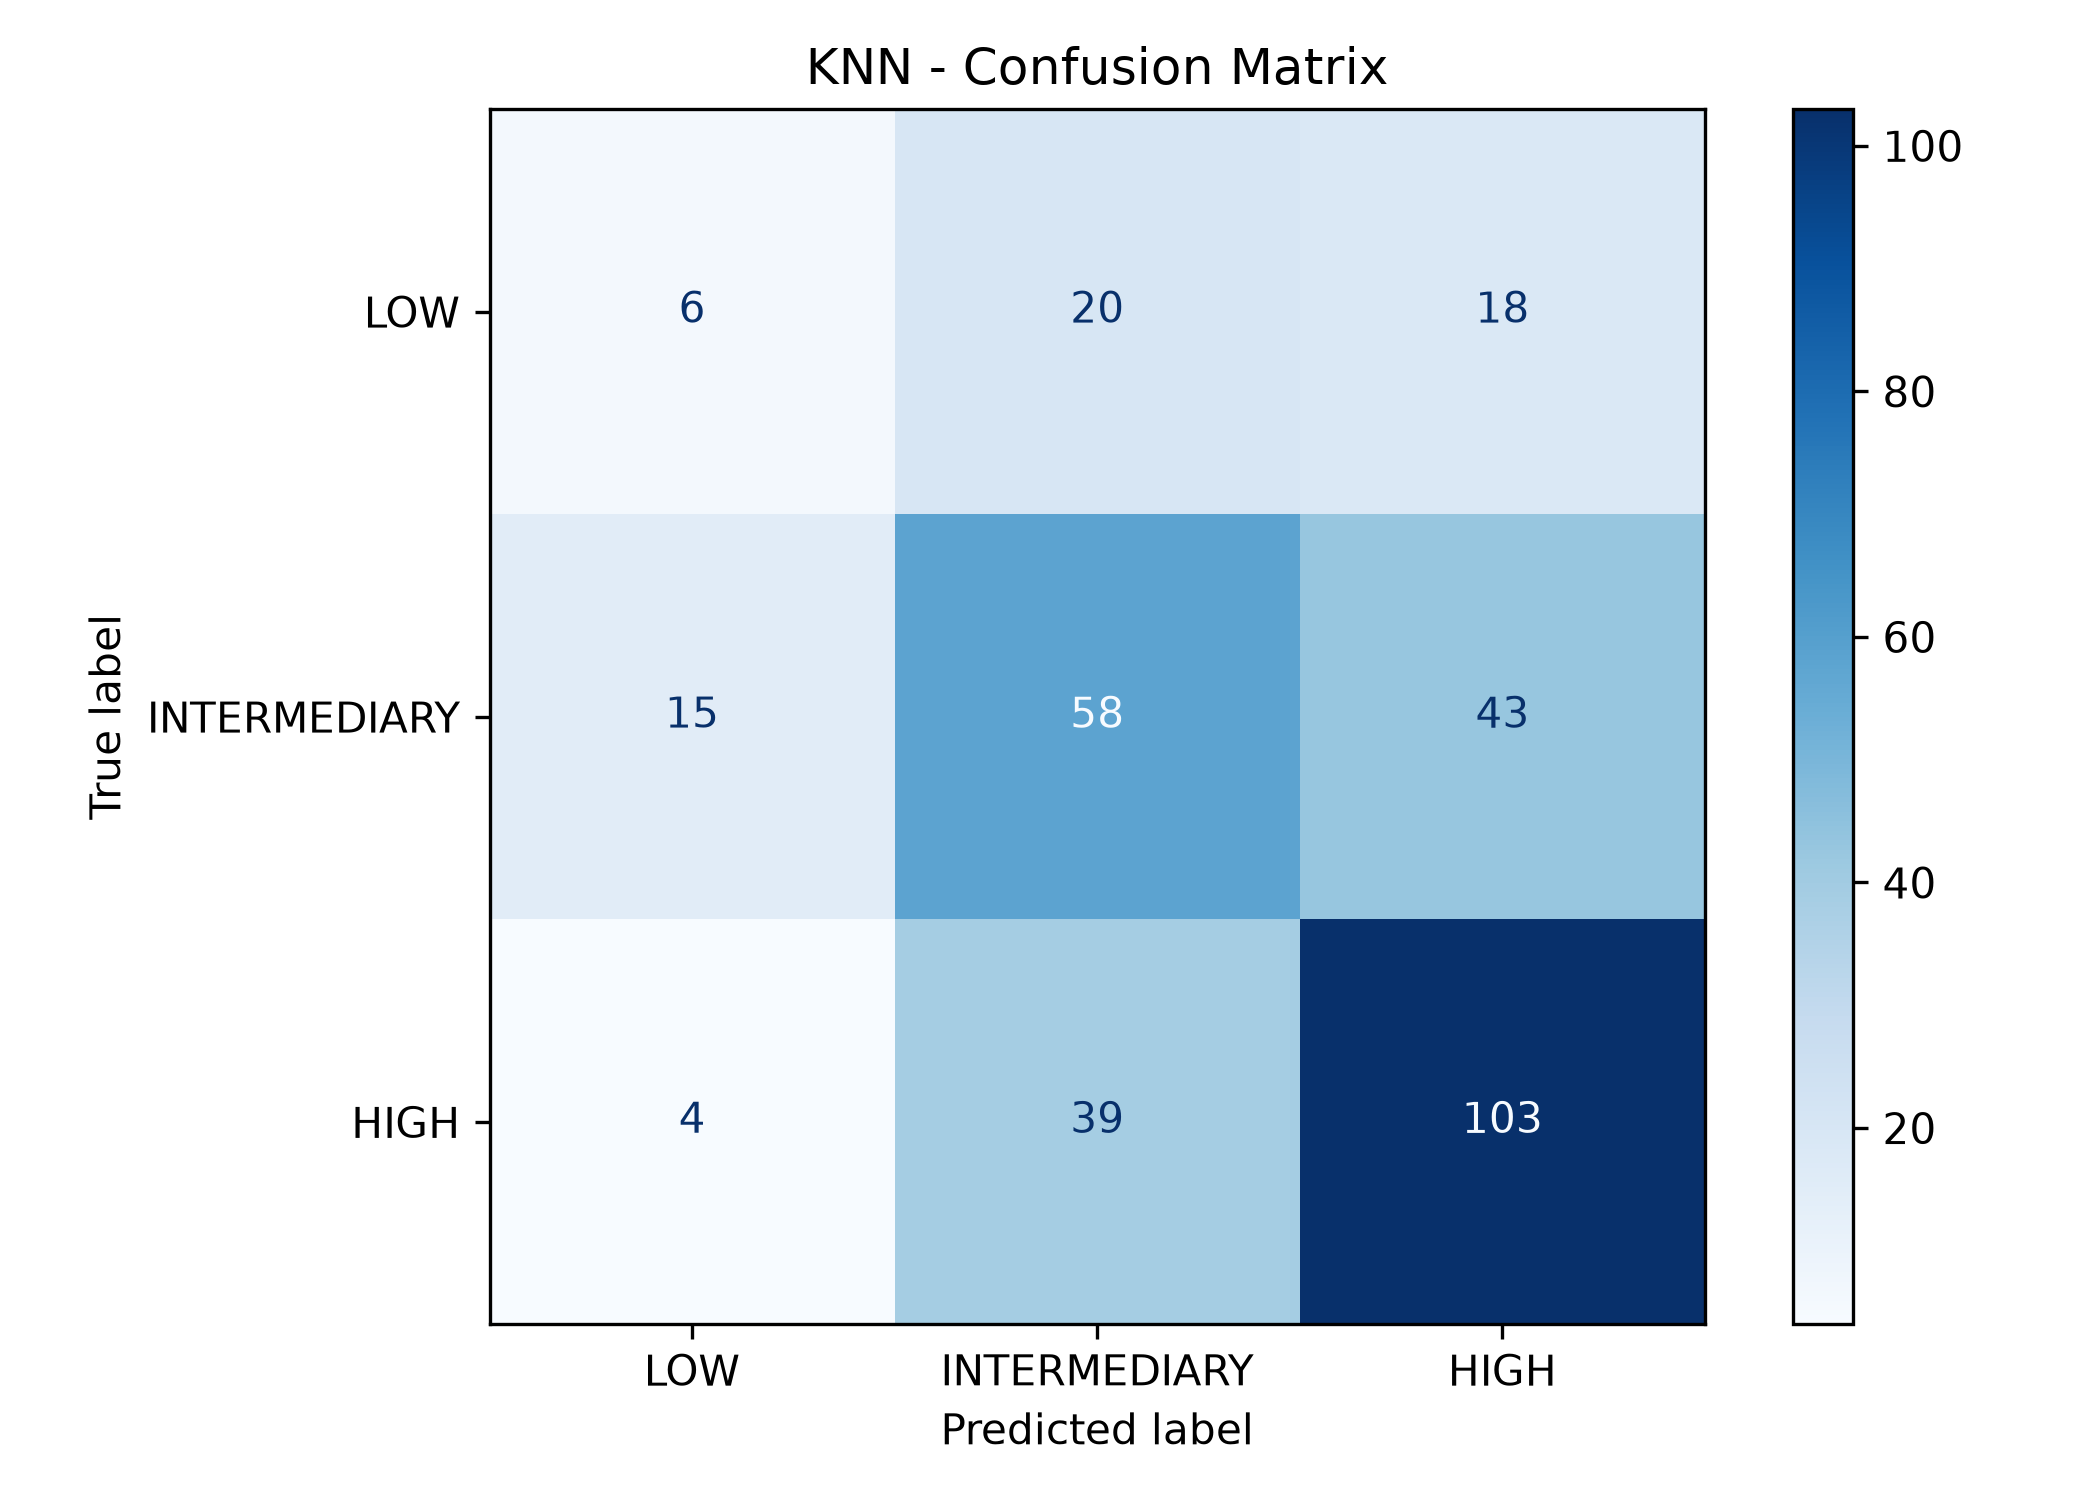 KNN - Confusion Matrix
100
LOW 6 20 18
80
60
True label
INTERMEDIARY 15 58 43
40
HIGH 4 39 103
20
LOW INTERMEDIARY HIGH
Predicted label